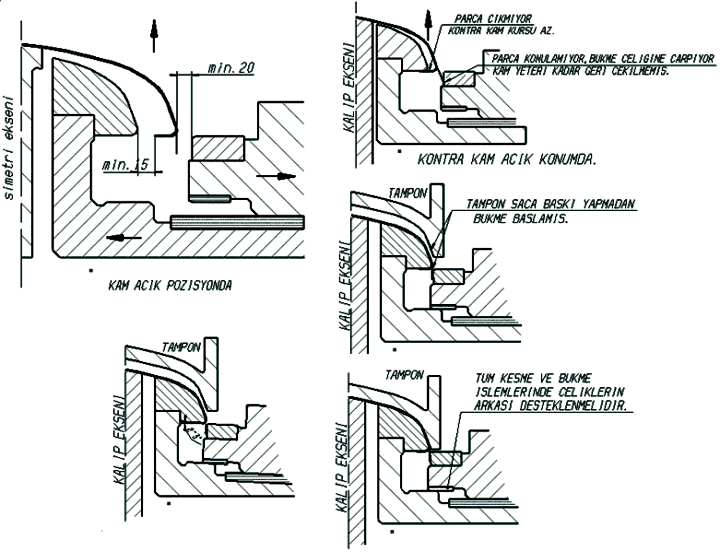 min. 20
simetri ekseni
min. 15
KAM ACIK POZISYONDA
PARCA CIKMIYOR
KONTRA KAM KURSU AZ.
PARCA KONULAMIYOR, BUKME CELIGINE CARPIYOR
KAM YETERI KADAR GERI CEKILMEMIS.
KALIP EKSENI
KONTRA KAM ACIK KONUMDA.
TAMPON
TAMPON SACA BASKI YAPMADAN
BUKME BASLAMIS.
KALIP EKSENI
TAMPON
KALIP EKSENI
TAMPON
TUM KESME VE BUKME
ISLEMLERINDE CELIKLERIN
ARKASI DESTEKLENMELIDIR.
KALIP EKSENI